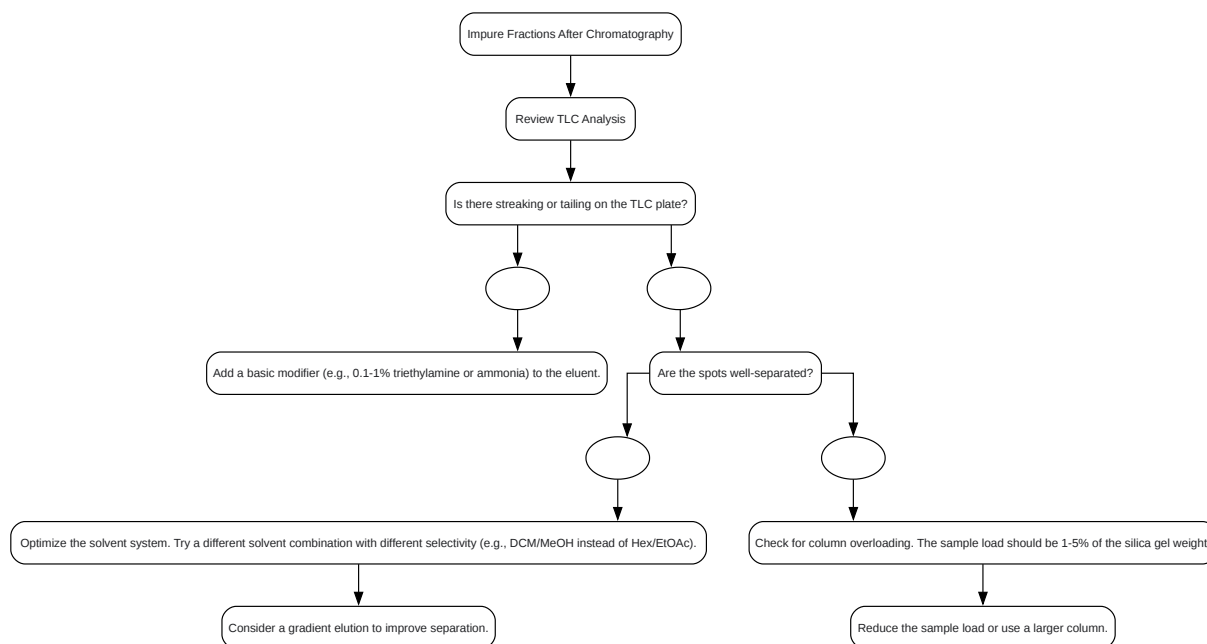 Impure Fractions After Chromatography
Review TLC Analysis
Is there streaking or tailing on the TLC plate?
Add a basic modifier (e.g., 0.1-1% triethylamine or ammonia) to the eluent.
Are the spots well-separated?
Optimize the solvent system. Try a different solvent combination with different selectivity (e.g., DCM/MeOH instead of Hex/EtOAc).
Check for column overloading. The sample load should be 1-5% of the silica gel weight
Consider a gradient elution to improve separation.
Reduce the sample load or use a larger column.